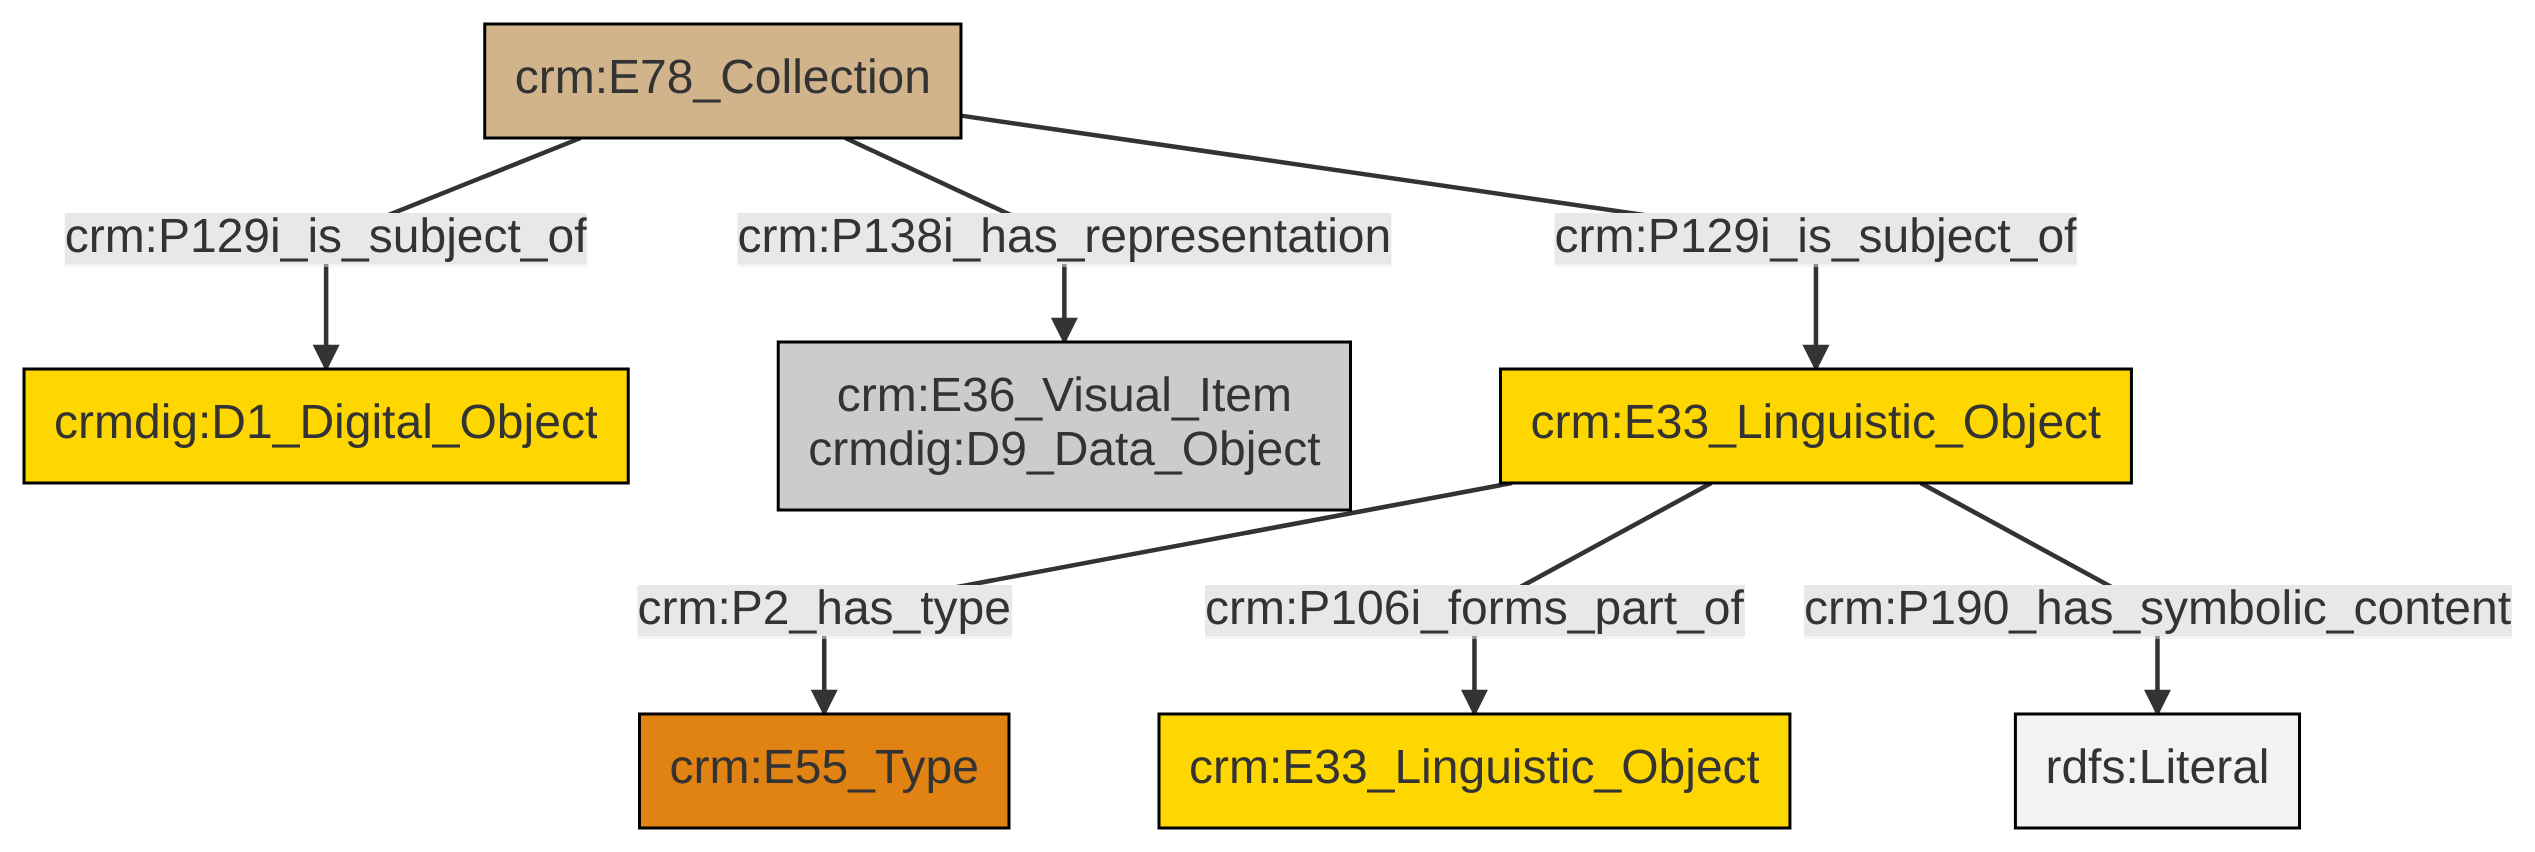 crm:E78_Collection
crm:P129i_is_subject_of
crm:P138i_has_representation
crm:P129i_is_subject_of
crmdig:D1_Digital_Object
crm:E36_Visual_Item
crmdig:D9_Data_Object
crm:E33_Linguistic_Object
crm:P2_has_type
crm:P106i_forms_part_of
crm:P190_has_symbolic_content
crm:E55_Type
crm:E33_Linguistic_Object
rdfs:Literal